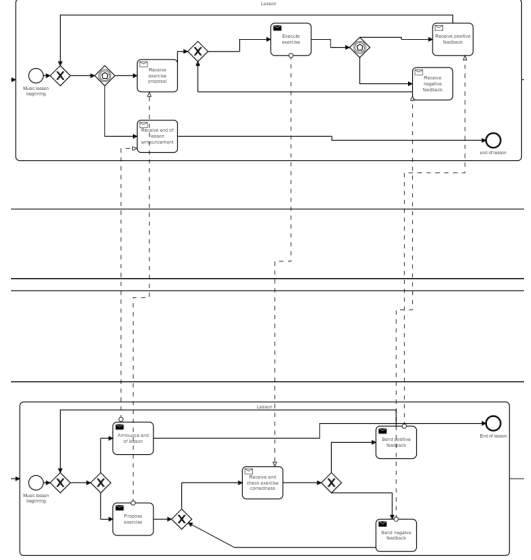 Lesson
Execute
exercise
Receive positive
feedback
Receive
exercise
proposal
Receive
negative
feedback
Music lesson
beginning
Receive end of
lesson
announcement
end of lesson
Lesson
Announce end
of lesson
Send positive
feedback
End of lesson
Receive and
check exercise
correctness
Music lesson
beginning
Propose
exercise
Send negative
feedback